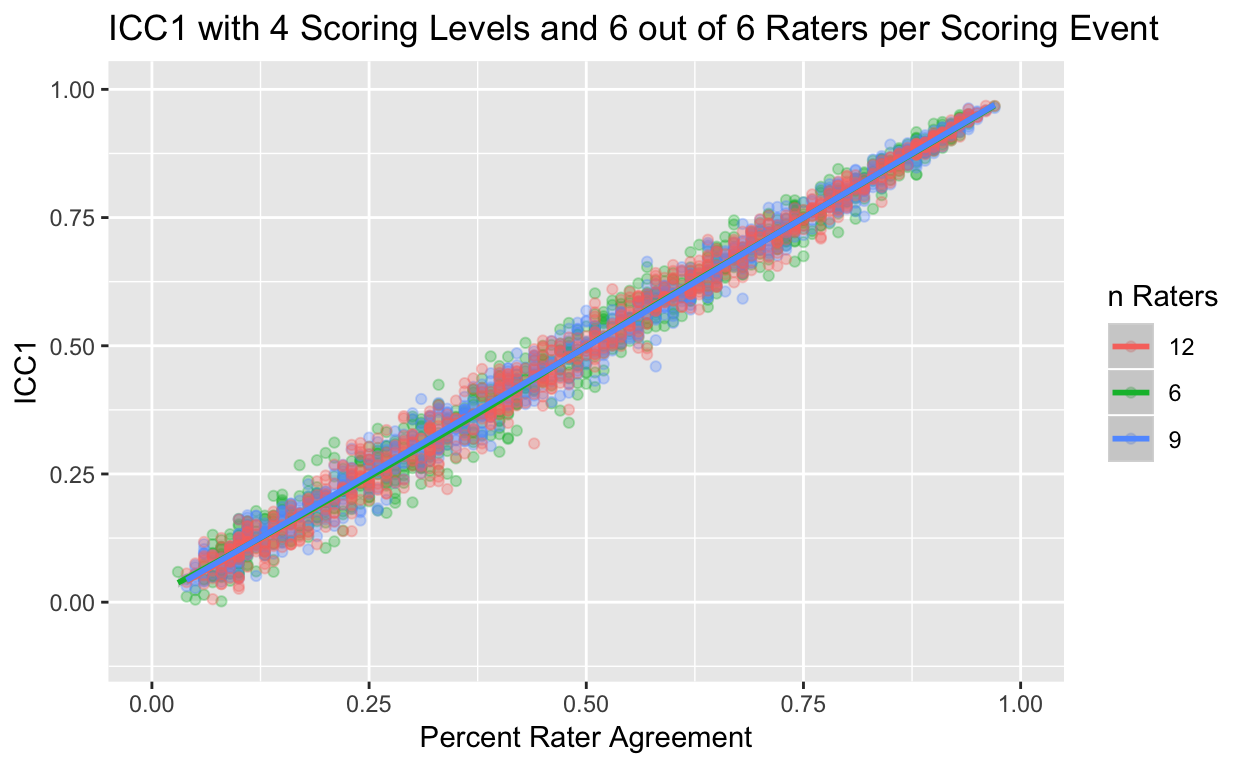 ICC1 with 4 Scoring Levels and 6 out of 6 Raters per Scoring Event
1.00
0.75
0.50
0.25
0.00
ICC1
0.00 0.25 0.50 0.75 1.00
Percent Rater Agreement
n Raters
12
6
9